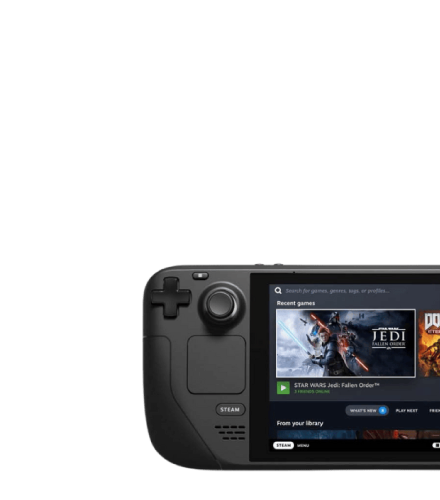 Search for games, genres, tags, or profiles...
Recent games
STAR WARS
JEDI
FALLEN ORDER
STAR WARS Jedi: Fallen Order™
3 FRIENDS ONLINE
WHAT'S NEW
PLAY NEXT
FRIE
STEAM
From your library
STEAM
MENU